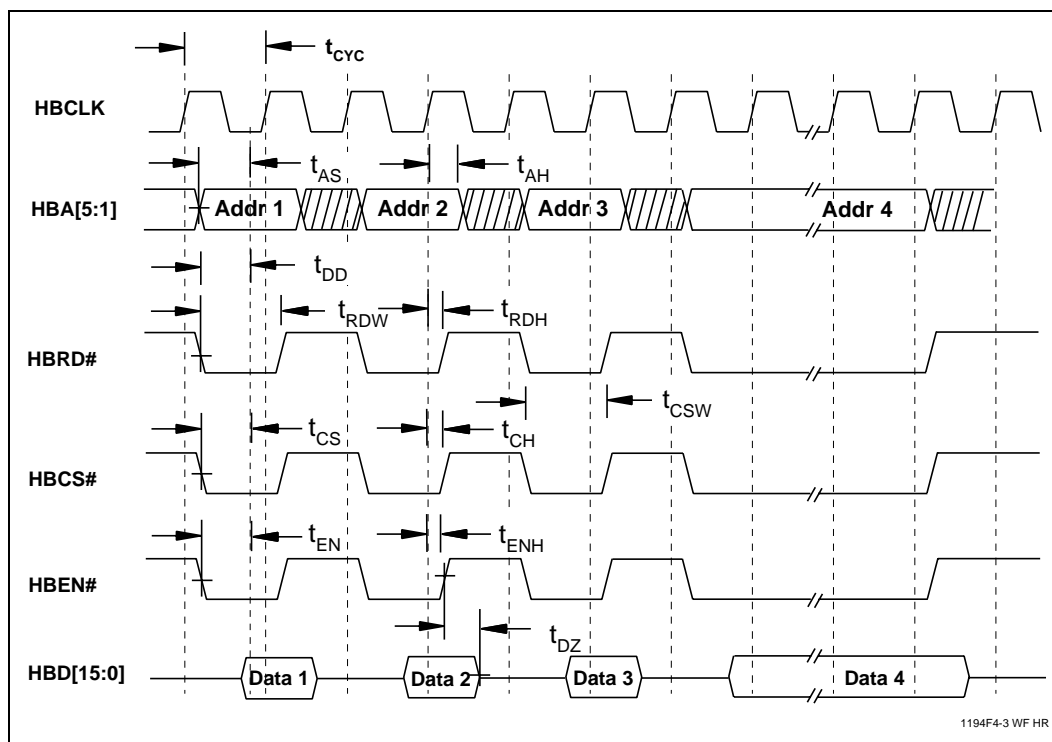 tCYC
HBCLK
tAS
tAH
HBA[5:1]
Addr 1
Addr 2
Addr 3
Addr 4
tDD
tRDW
tRDH
HBRD#
tCSW
tCS
tCH
HBCS#
tEN
tENH
HBEN#
tDZ
HBD[15:0]
Data 1
Data 2
Data 3
Data 4
1194F4-3 WF HR